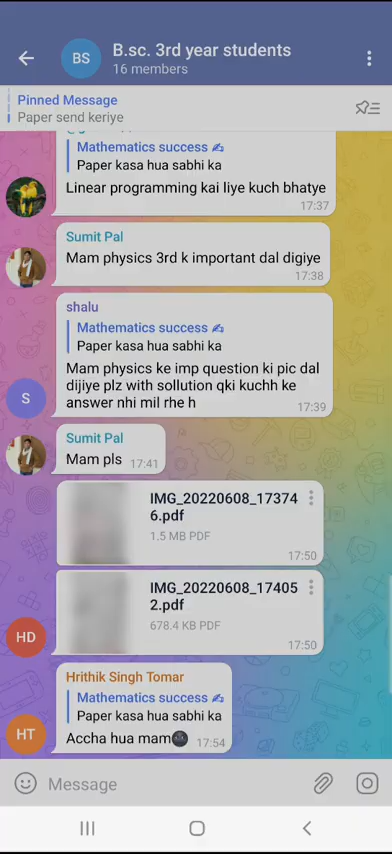 BS
B.sc. 3rd year students
16 members
Pinned Message
Paper send keriye
Mathematics success ✍
Paper kasa hua sabhi ka
Linear programming kai liye kuch bhatye
17:37
Sumit Pal
Mam physics 3rd k important dal digiye
17:38
shalu
Mathematics success ✍
Paper kasa hua sabhi ka
Mam physics ke imp question ki pic dal
dijiye plz with sollution qki kuchh ke
answer nhi mil rhe h
17:39
S
Sumit Pal
Mam pls
17:41
IMG_20220608_17374
6.pdf
1.5 MB PDF
17:50
IMG_20220608_17405
2.pdf
678.4 KB PDF
17:50
HD
Hrithik Singh Tomar
Mathematics success ✍
Paper kasa hua sabhi ka
Accha hua mam🌚
17:54
HT
Message